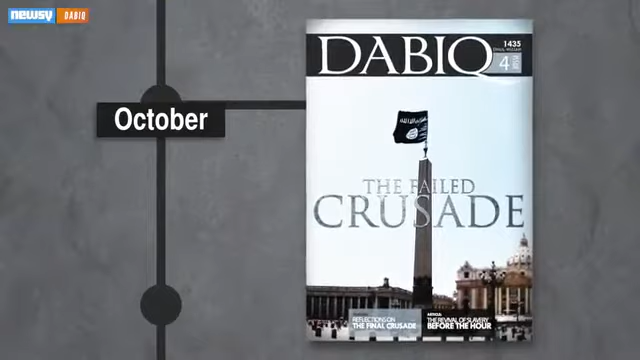 newsy DABIQ
October
DABIQ
1435
4
THE FAILED
CRUSADE
REFLECTIONS ON
THE FINAL CRUSADE
ARTICLE:
THE REVIVAL OF SLAVERY
BEFORE THE HOUR